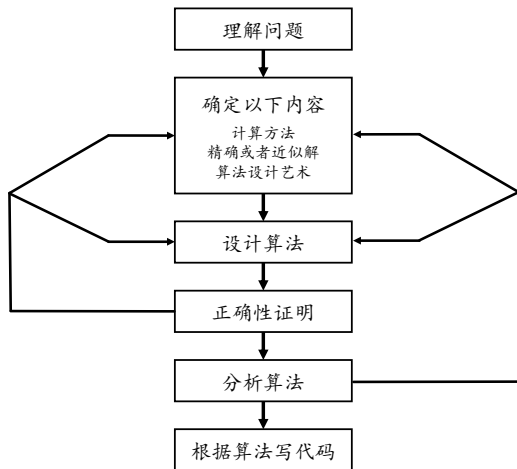 理解问题
确定以下内容
计算方法
精确或者近似解
算法设计艺术
设计算法
正确性证明
分析算法
根据算法写代码